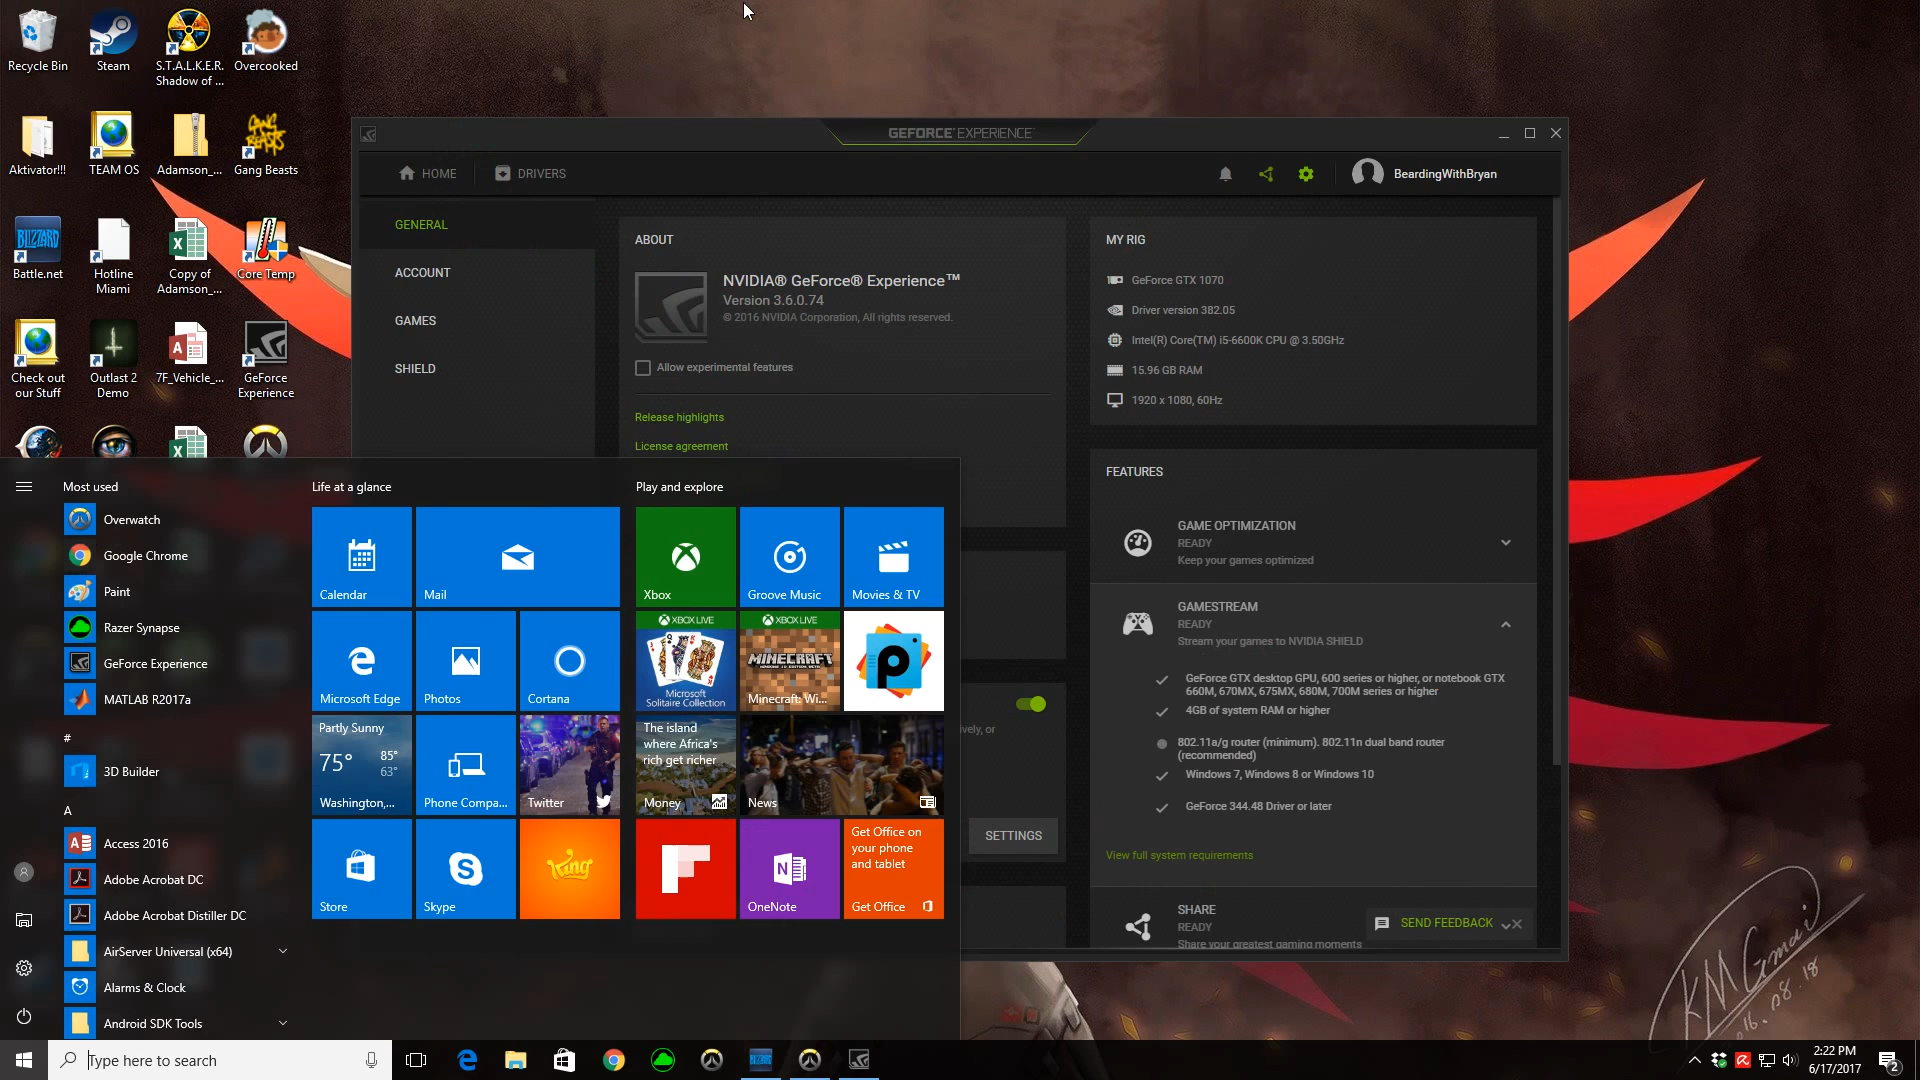 Recycle Bin
Steam
S.T.A.L.K.E.R.
Shadow of ...
Overcooked
Aktivator!!!
TEAM OS
Adamson_...
GANG BEASTS
Gang Beasts
BLIZZARD
Battle.net
Hotline
Miami
Copy of
Adamson_...
Core Temp
Check out
our Stuff
Outlast 2
Demo
7F_Vehicle_...
GeForce
Experience
GEFORCE EXPERIENCE
HOME
DRIVERS
BeardingWithBryan
GENERAL
ACCOUNT
GAMES
SHIELD
ABOUT
NVIDIA® GeForce® Experience™
Version 3.6.0.74
© 2016 NVIDIA Corporation, All rights reserved.
Allow experimental features
Release highlights
License agreement
MY RIG
GeForce GTX 1070
Driver version 382.05
Intel(R) Core(TM) i5-6600K CPU @ 3.50GHz
15.96 GB RAM
1920 x 1080, 60Hz
FEATURES
GAME OPTIMIZATION
READY
Keep your games optimized
GAMESTREAM
READY
Stream your games to NVIDIA SHIELD
GeForce GTX desktop GPU, 600 series or higher, or notebook GTX
660M, 670MX, 675MX, 680M, 700M series or higher
4GB of system RAM or higher
802.11a/g router (minimum). 802.11n dual band router
(recommended)
Windows 7, Windows 8 or Windows 10
GeForce 344.48 Driver or later
View full system requirements
SHARE
READY
Share your greatest gaming moments
SEND FEEDBACK
ively, or
SETTINGS
Most used
Overwatch
Google Chrome
Paint
Razer Synapse
GeForce Experience
MATLAB R2017a
#
3D Builder
A
Access 2016
Adobe Acrobat DC
Adobe Acrobat Distiller DC
AirServer Universal (x64)
Alarms & Clock
Android SDK Tools
Life at a glance
Calendar
Mail
Microsoft Edge
Photos
Cortana
Partly Sunny
75°
85°
63°
Washington,...
Phone Compa...
Twitter
Store
Skype
King
Play and explore
Xbox
Groove Music
Movies & TV
XBOX LIVE
Microsoft
Solitaire Collection
XBOX LIVE
MINECRAFT
WINDOWS 10 EDITION BETA
Minecraft: Wi...
The island
where Africa's
rich get richer
Money
News
OneNote
Get Office on
your phone
and tablet
Get Office
Type here to search
2:22 PM
6/17/2017
2